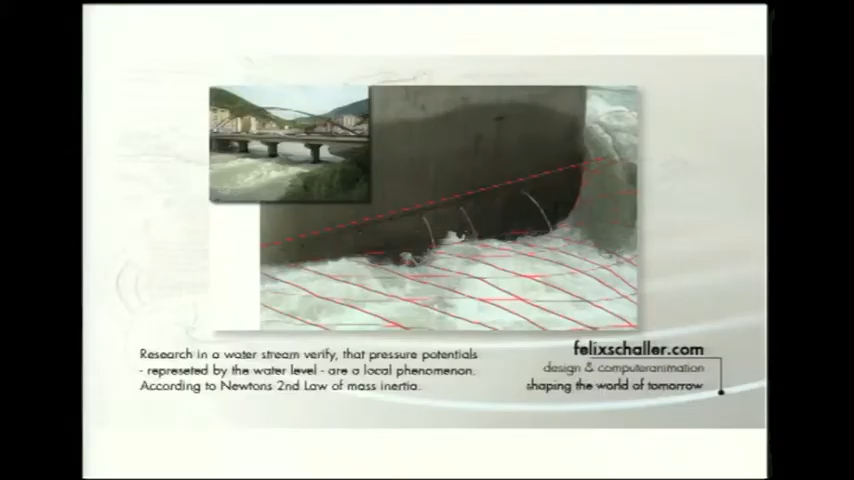 Research in a water stream verify, that pressure potentials
- represeted by the water level - are a local phenomenon.
According to Newtons 2nd Law of mass inertia.
felixschaller.com
design & computeranimation
shaping the world of tomorrow